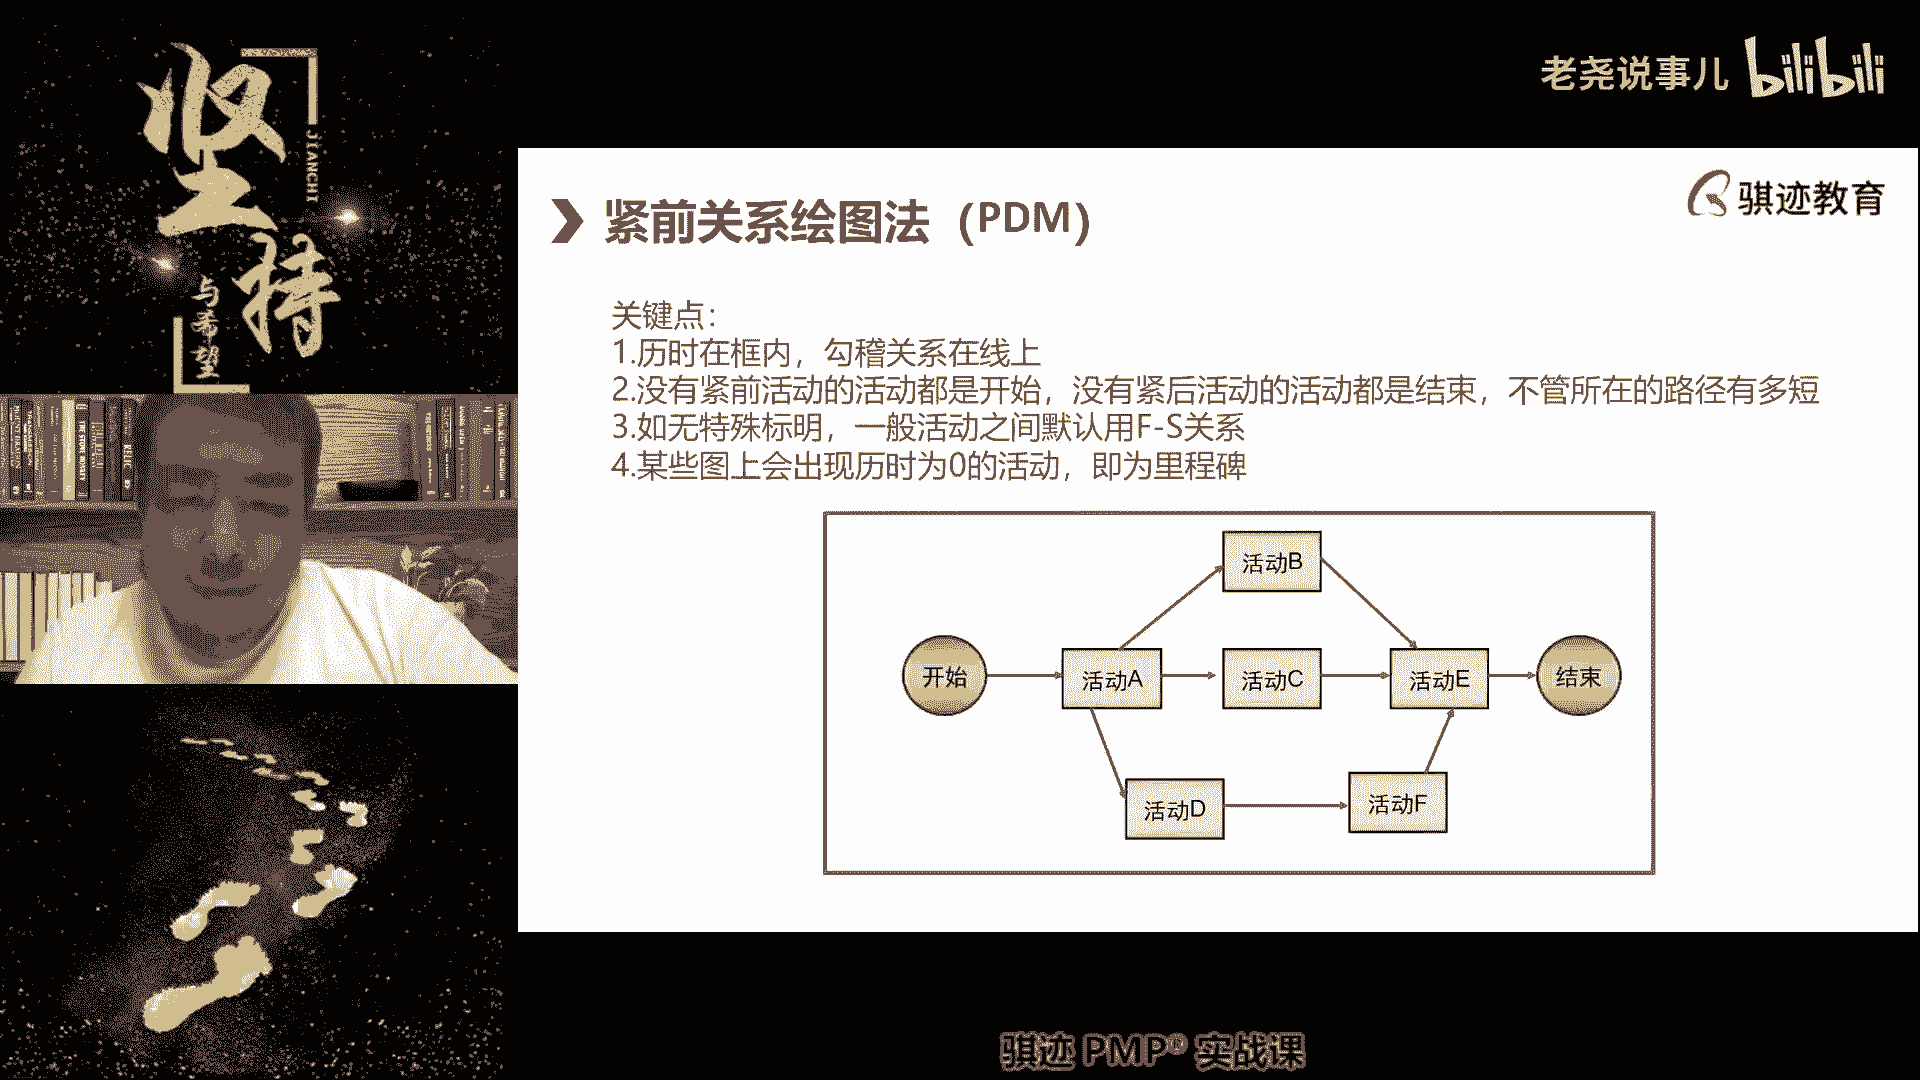 坚持
JIANCHI
与希望
老尧说事儿 bilibili
骐迹教育
紧前关系绘图法（PDM）
关键点：
1.历时在框内，勾稽关系在线上
2.没有紧前活动的活动都是开始，没有紧后活动的活动都是结束，不管所在的路径有多短
3.如无特殊标明，一般活动之间默认用F-S关系
4.某些图上会出现历时为0的活动，即为里程碑
活动B
开始
活动A
活动C
活动E
结束
活动D
活动F
骐迹 PMP® 实战课